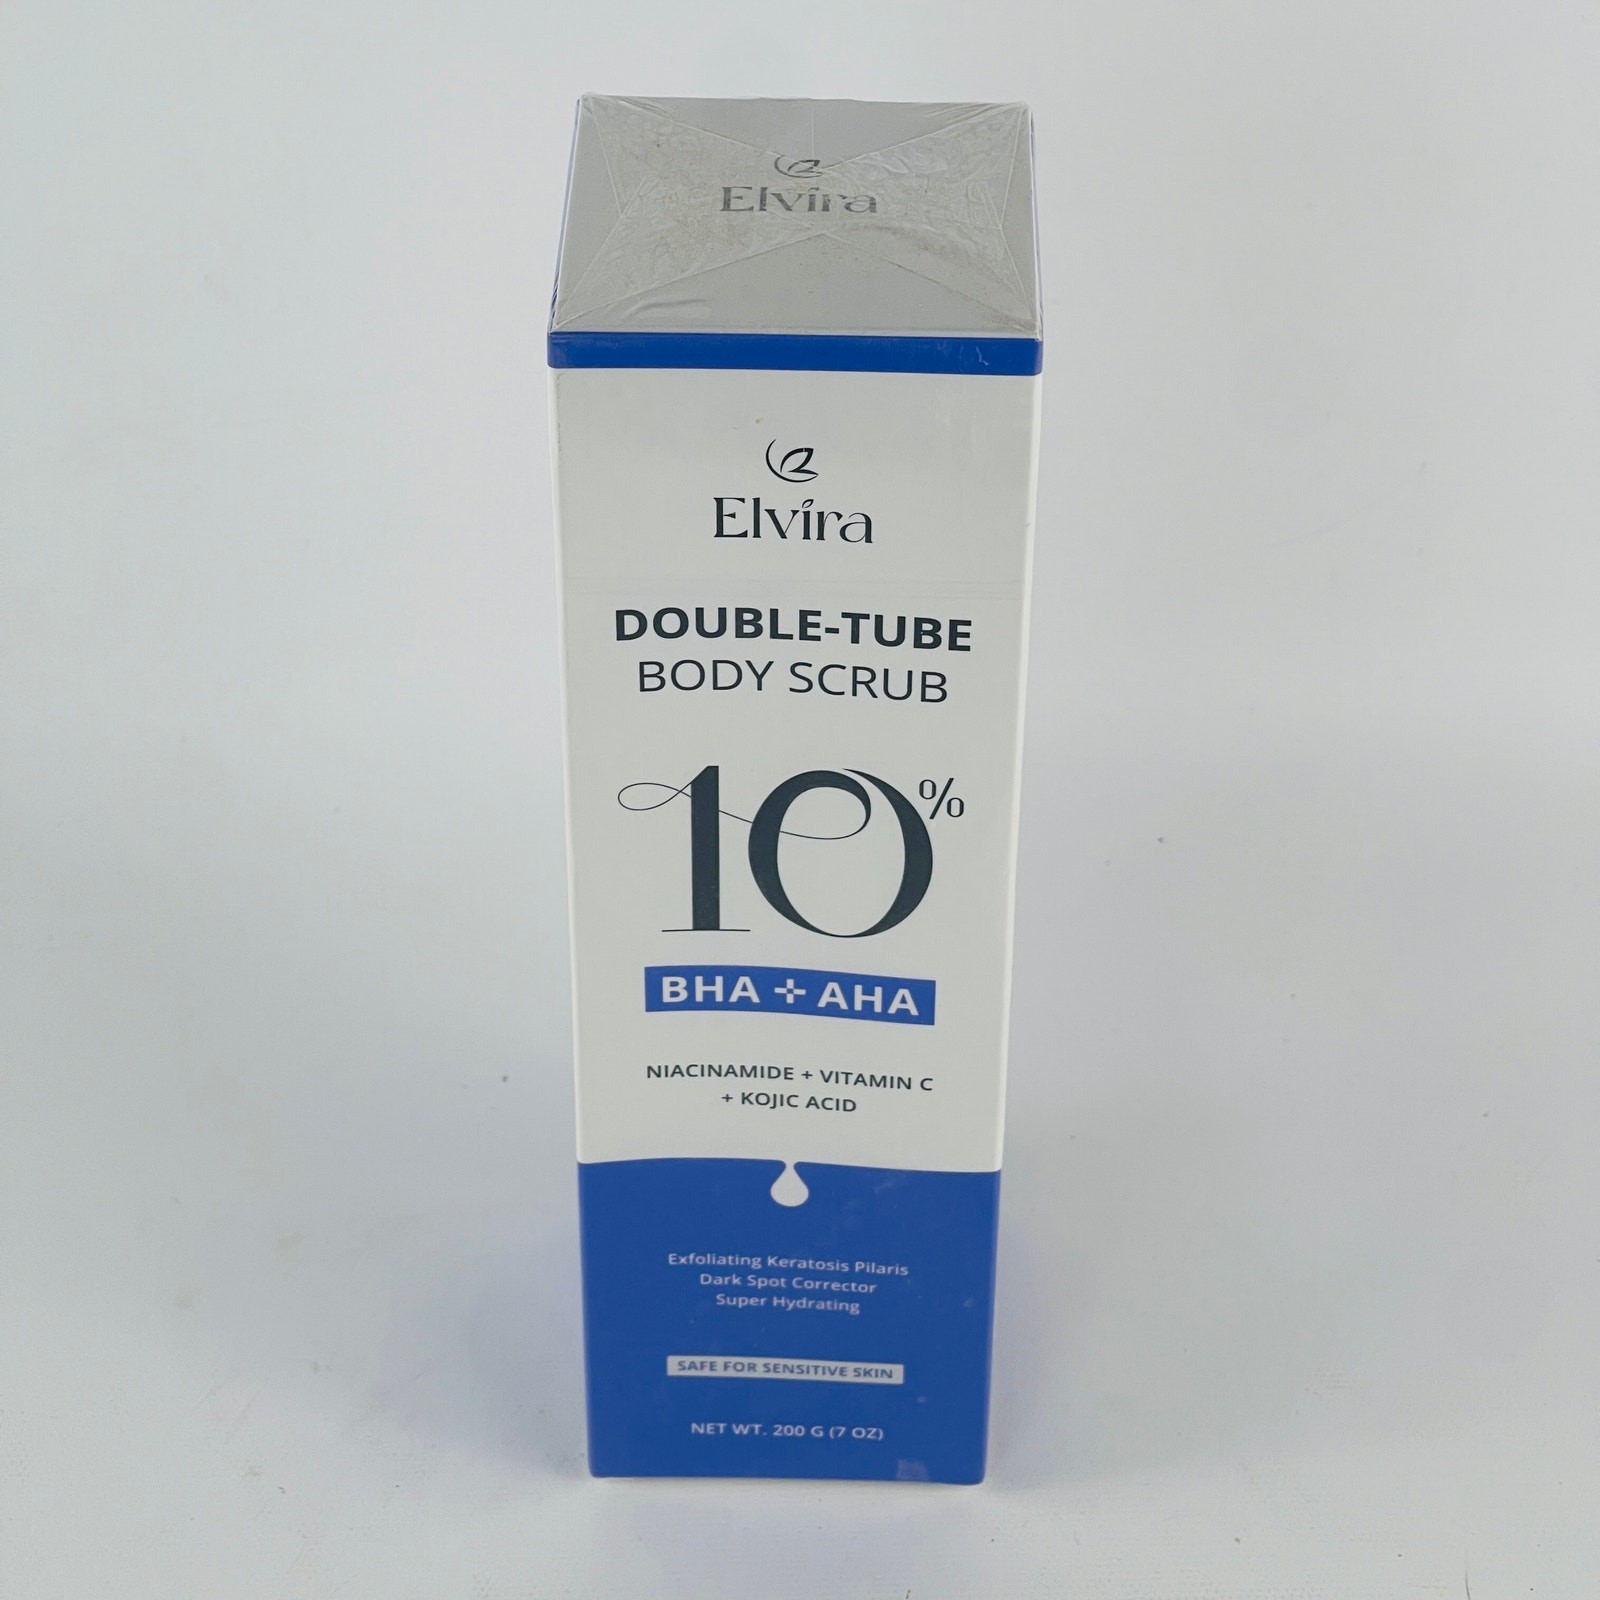 Elvira
Elvira
DOUBLE-TUBE
BODY SCRUB
10%
BHA + AHA
NIACINAMIDE + VITAMIN C
+ KOJIC ACID
Exfoliating Keratosis Pilaris
Dark Spot Corrector
Super Hydrating
SAFE FOR SENSITIVE SKIN
NET WT. 200 G (7 OZ)